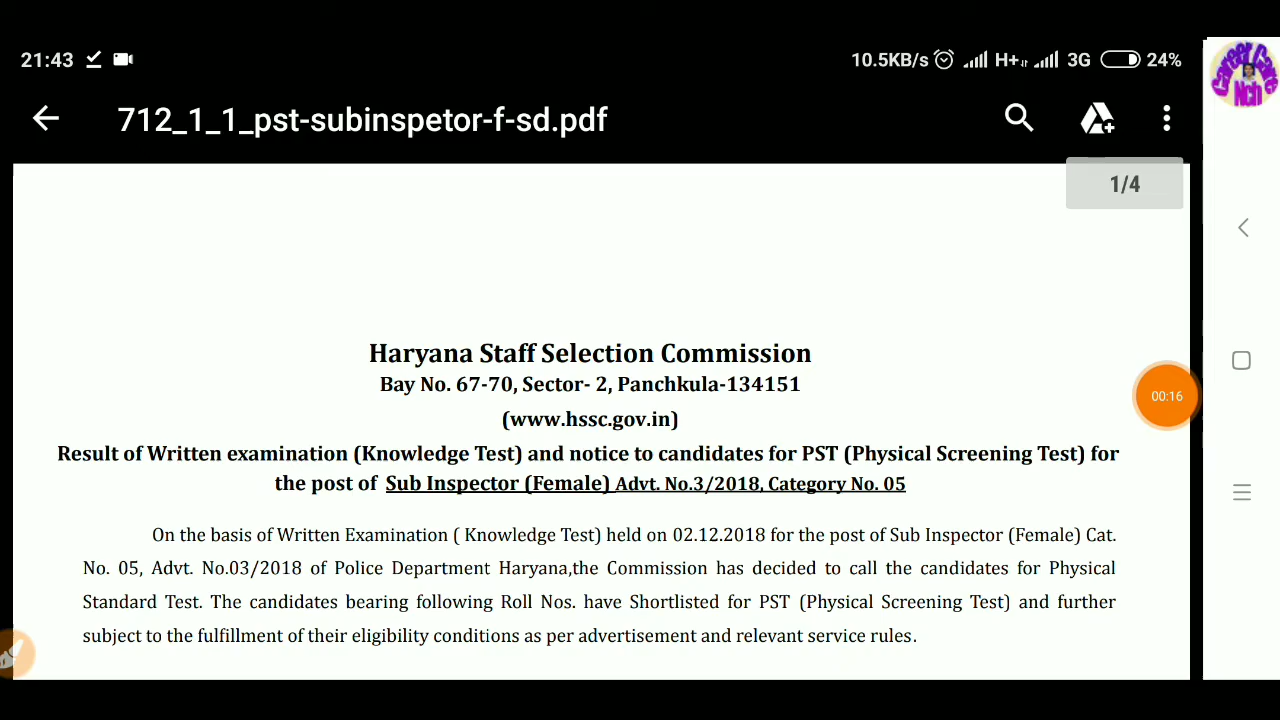 21:43 10.5KB/s H+ 3G 24%
Career Care
Nch
712_1_1_pst-subinspetor-f-sd.pdf
1/4
Haryana Staff Selection Commission
Bay No. 67-70, Sector- 2, Panchkula-134151
(www.hssc.gov.in)
00:16
Result of Written examination (Knowledge Test) and notice to candidates for PST (Physical Screening Test) for
the post of Sub Inspector (Female) Advt. No.3/2018, Category No. 05
On the basis of Written Examination ( Knowledge Test) held on 02.12.2018 for the post of Sub Inspector (Female) Cat.
No. 05, Advt. No.03/2018 of Police Department Haryana,the Commission has decided to call the candidates for Physical
Standard Test. The candidates bearing following Roll Nos. have Shortlisted for PST (Physical Screening Test) and further
subject to the fulfillment of their eligibility conditions as per advertisement and relevant service rules.